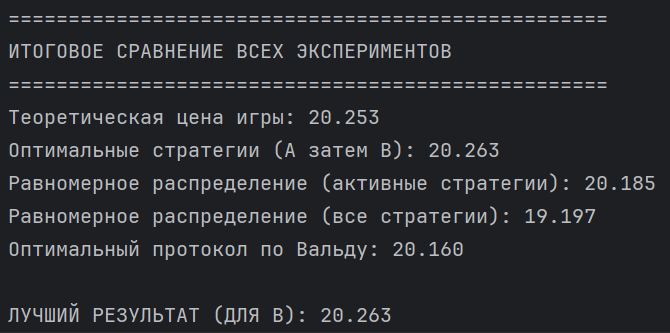 ==================================================
ИТОГОВОЕ СРАВНЕНИЕ ВСЕХ ЭКСПЕРИМЕНТОВ
==================================================
Теоретическая цена игры: 20.253
Оптимальные стратегии (A затем B): 20.263
Равномерное распределение (активные стратегии): 20.185
Равномерное распределение (все стратегии): 19.197
Оптимальный протокол по Вальду: 20.160
ЛУЧШИЙ РЕЗУЛЬТАТ (ДЛЯ B): 20.263